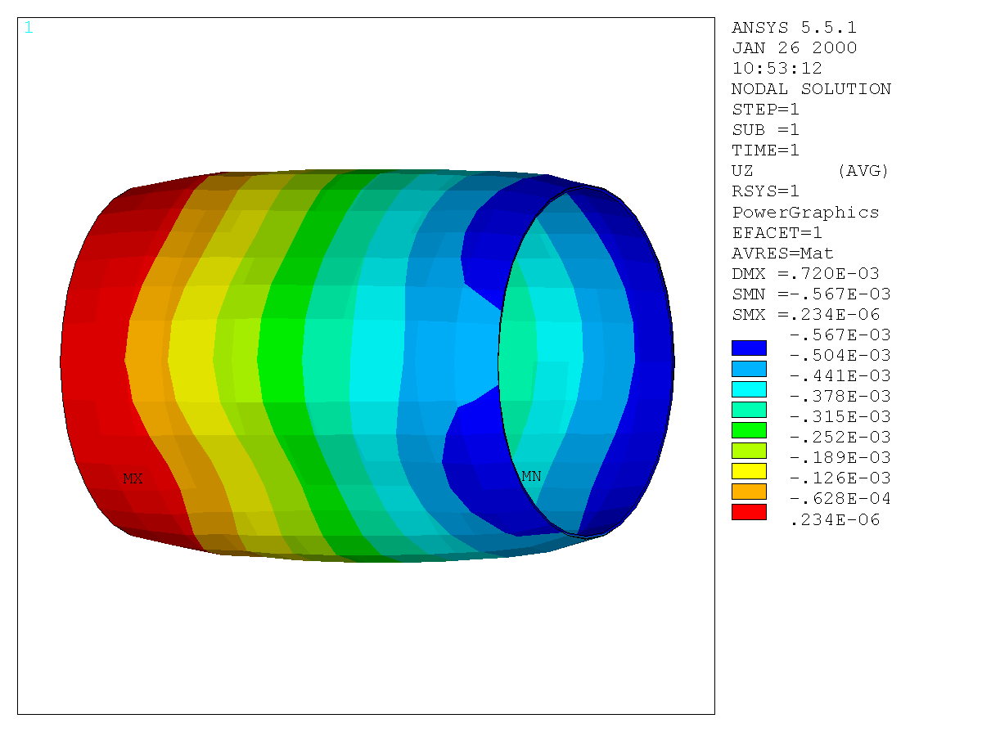 1
ANSYS 5.5.1
JAN 26 2000
10:53:12
NODAL SOLUTION
STEP=1
SUB =1
TIME=1
UZ (AVG)
RSYS=1
PowerGraphics
EFACET=1
AVRES=Mat
DMX =.720E-03
SMN =-.567E-03
SMX =.234E-06
-.567E-03
-.504E-03
-.441E-03
-.378E-03
-.315E-03
-.252E-03
-.189E-03
-.126E-03
-.628E-04
.234E-06
MX
MN